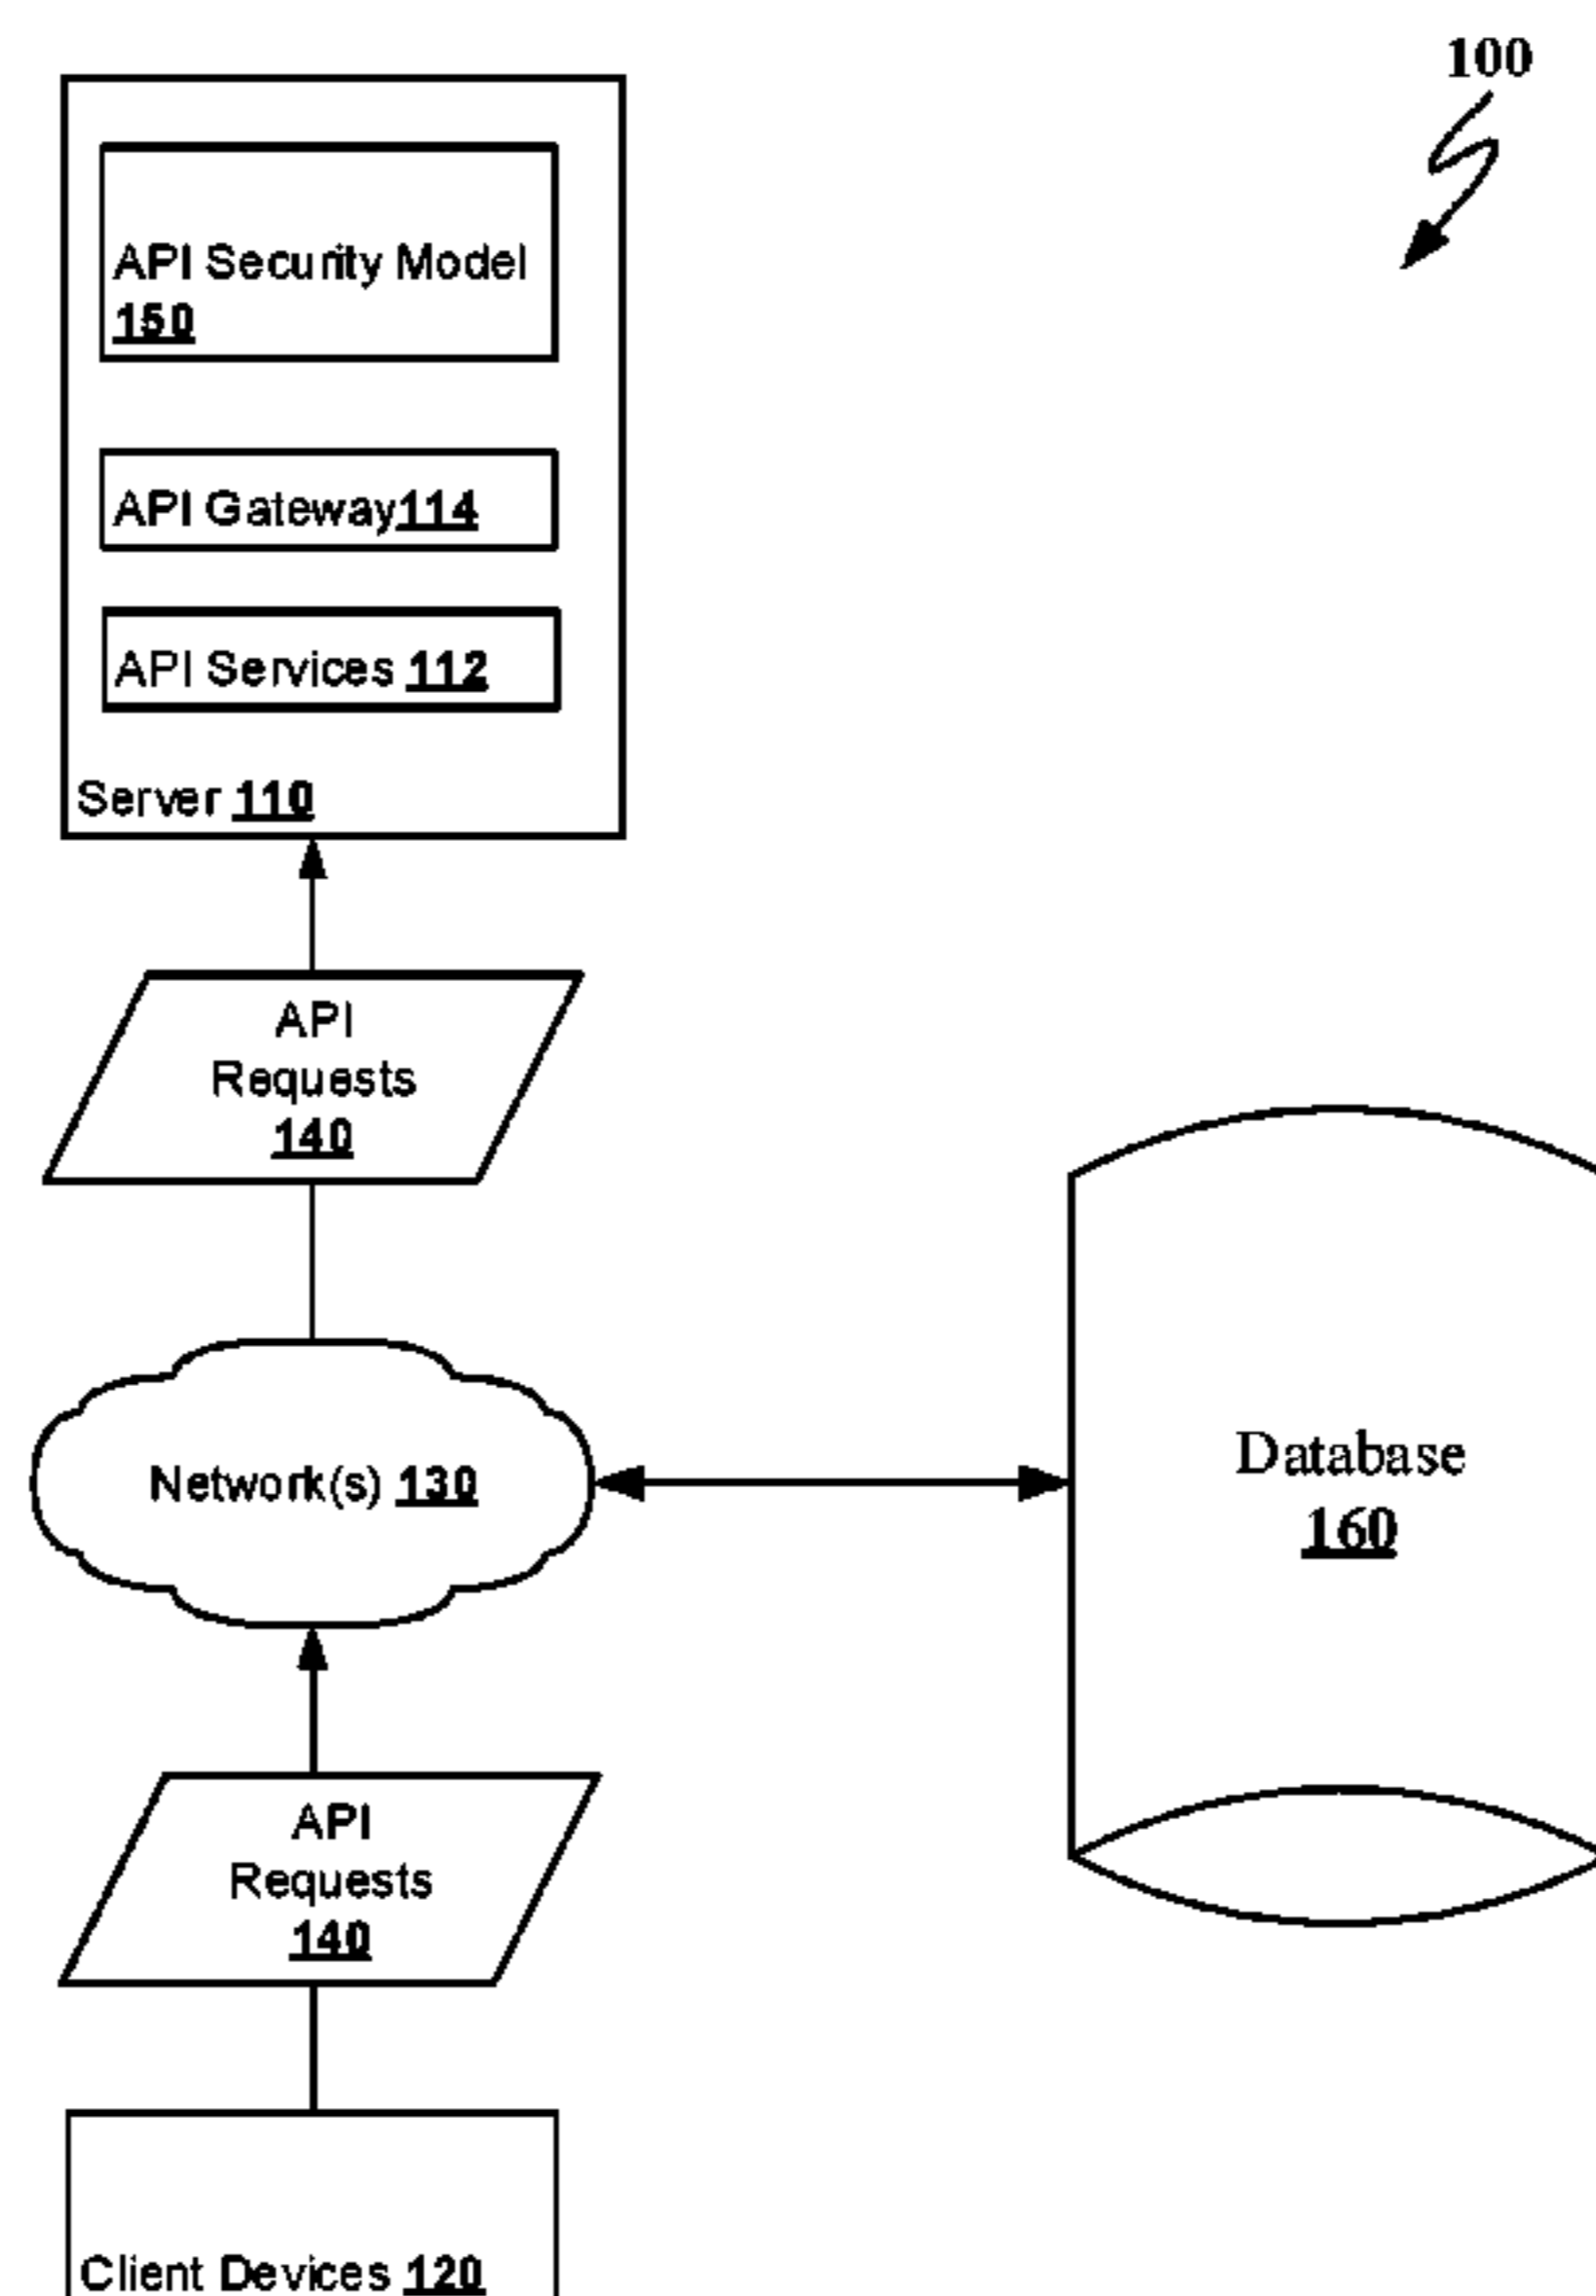 100
API Security Model
150
API Gateway114
API Services 112
Server 110
API
Requests
140
Network(s) 130
Database
160
API
Requests
140
Client Devices 120